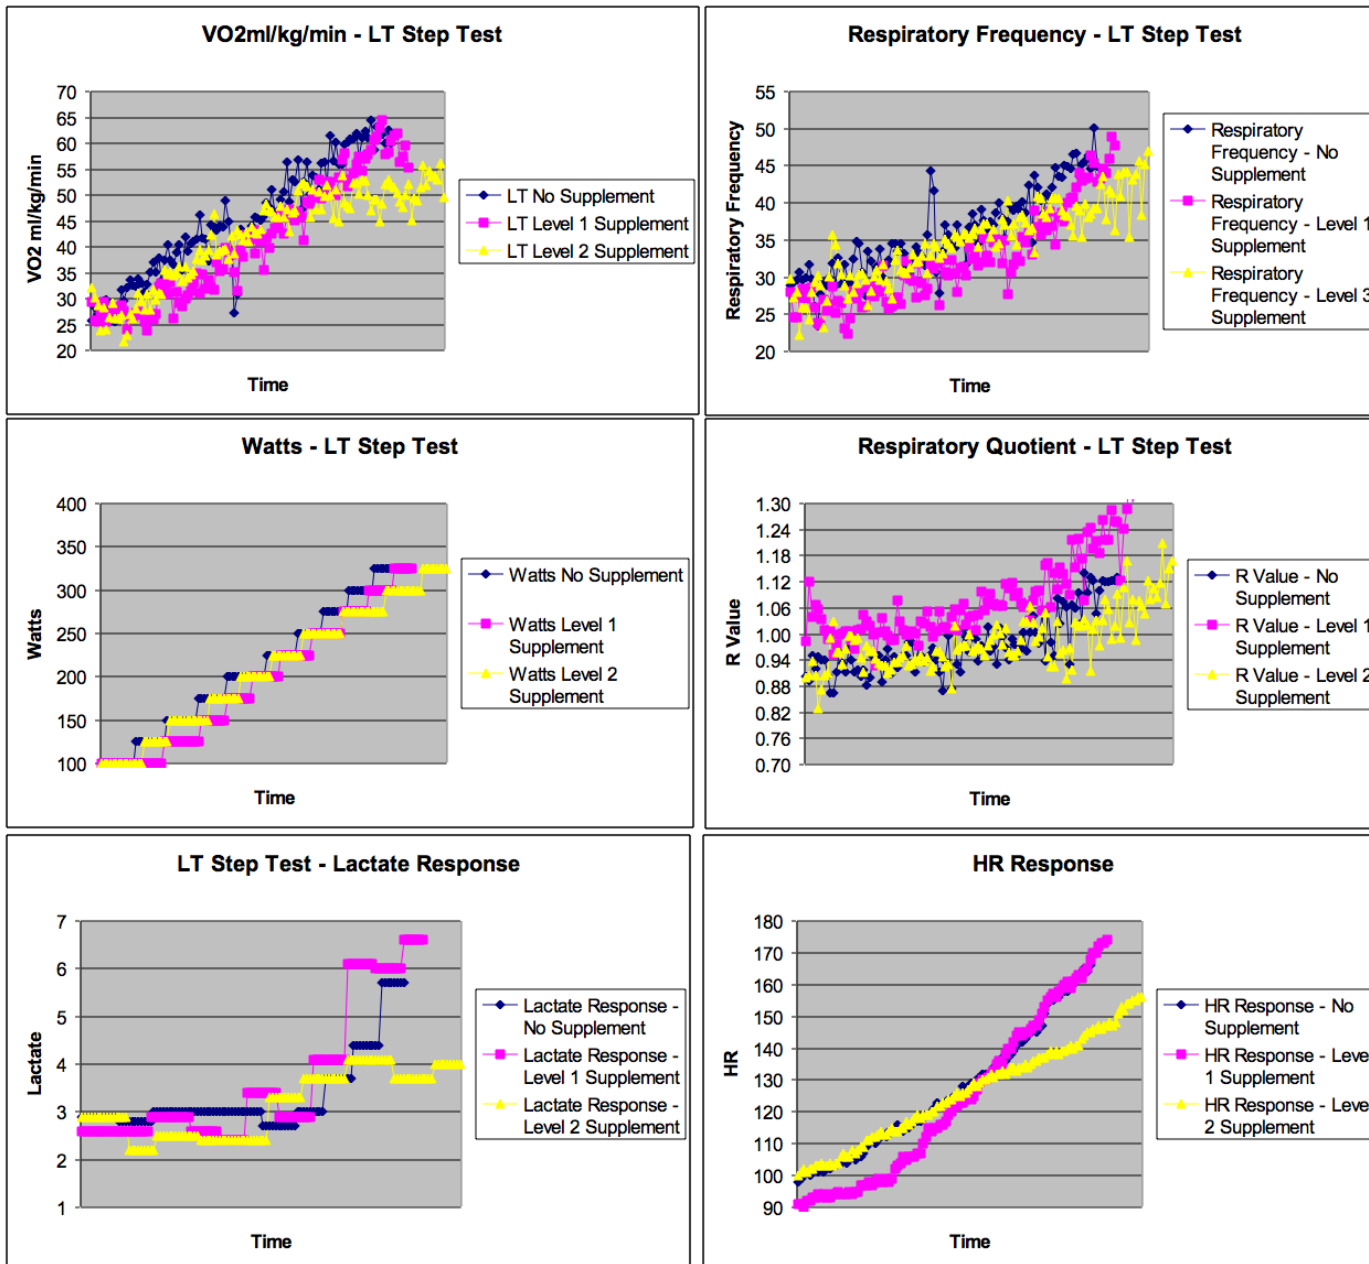 VO2ml/kg/min - LT Step Test
VO2 ml/kg/min
70
65
60
55
50
45
40
35
30
25
20
Time
LT No Supplement
LT Level 1 Supplement
LT Level 2 Supplement
Respiratory Frequency - LT Step Test
Respiratory Frequency
55
50
45
40
35
30
25
20
Time
Respiratory
Frequency - No
Supplement
Respiratory
Frequency - Level 1
Supplement
Respiratory
Frequency - Level 3
Supplement
Watts - LT Step Test
Watts
400
350
300
250
200
150
100
Time
Watts No Supplement
Watts Level 1
Supplement
Watts Level 2
Supplement
Respiratory Quotient - LT Step Test
R Value
1.30
1.24
1.18
1.12
1.06
1.00
0.94
0.88
0.82
0.76
0.70
Time
R Value - No
Supplement
R Value - Level 1
Supplement
R Value - Level 2
Supplement
LT Step Test - Lactate Response
Lactate
7
6
5
4
3
2
1
Time
Lactate Response -
No Supplement
Lactate Response -
Level 1 Supplement
Lactate Response -
Level 2 Supplement
HR Response
HR
180
170
160
150
140
130
120
110
100
90
Time
HR Response - No
Supplement
HR Response - Level
1 Supplement
HR Response - Level
2 Supplement